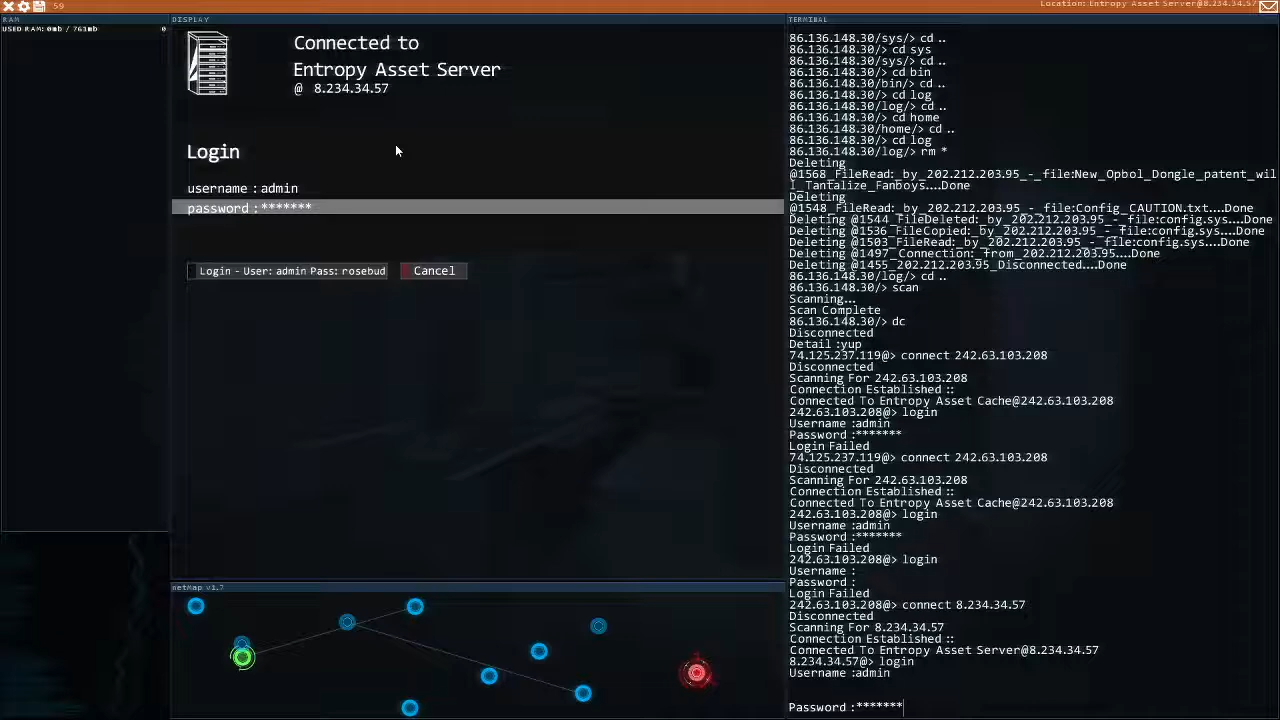 59
Location: Entropy Asset Server@8.234.34.57
RAM
USED RAM: 0mb / 761mb
0
DISPLAY
Connected to
Entropy Asset Server
@ 8.234.34.57
Login
username : admin
password : *******
Login - User: admin Pass: rosebud
Cancel
netMap v1.7
TERMINAL
86.136.148.30/sys/> cd ..
86.136.148.30/> cd sys
86.136.148.30/sys/> cd ..
86.136.148.30/> cd bin
86.136.148.30/bin/> cd ..
86.136.148.30/> cd log
86.136.148.30/log/> cd ..
86.136.148.30/> cd home
86.136.148.30/home/> cd ..
86.136.148.30/> cd log
86.136.148.30/log/> rm *
Deleting
@1568_FileRead:_by_202.212.203.95_-_file:New_Opbol_Dongle_patent_wil
l_Tantalize_Fanboys....Done
Deleting
@1548_FileRead:_by_202.212.203.95_-_file:Config_CAUTION.txt....Done
Deleting @1544_FileDeleted:_by_202.212.203.95_-_file:config.sys....Done
Deleting @1536_FileCopied:_by_202.212.203.95_-_file:config.sys....Done
Deleting @1503_FileRead:_by_202.212.203.95_-_file:config.sys....Done
Deleting @1497_Connection:_from_202.212.203.95....Done
Deleting @1455_202.212.203.95_Disconnected....Done
86.136.148.30/log/> cd ..
86.136.148.30/> scan
Scanning...
Scan Complete
86.136.148.30/> dc
Disconnected
Detail :yup
74.125.237.119@> connect 242.63.103.208
Disconnected
Scanning For 242.63.103.208
Connection Established ::
Connected To Entropy Asset Cache@242.63.103.208
242.63.103.208@> login
Username :admin
Password :*******
Login Failed
74.125.237.119@> connect 242.63.103.208
Disconnected
Scanning For 242.63.103.208
Connection Established ::
Connected To Entropy Asset Cache@242.63.103.208
242.63.103.208@> login
Username :admin
Password :*******
Login Failed
242.63.103.208@> login
Username :
Password :
Login Failed
242.63.103.208@> connect 8.234.34.57
Disconnected
Scanning For 8.234.34.57
Connection Established ::
Connected To Entropy Asset Server@8.234.34.57
8.234.34.57@> login
Username :admin
Password :*******